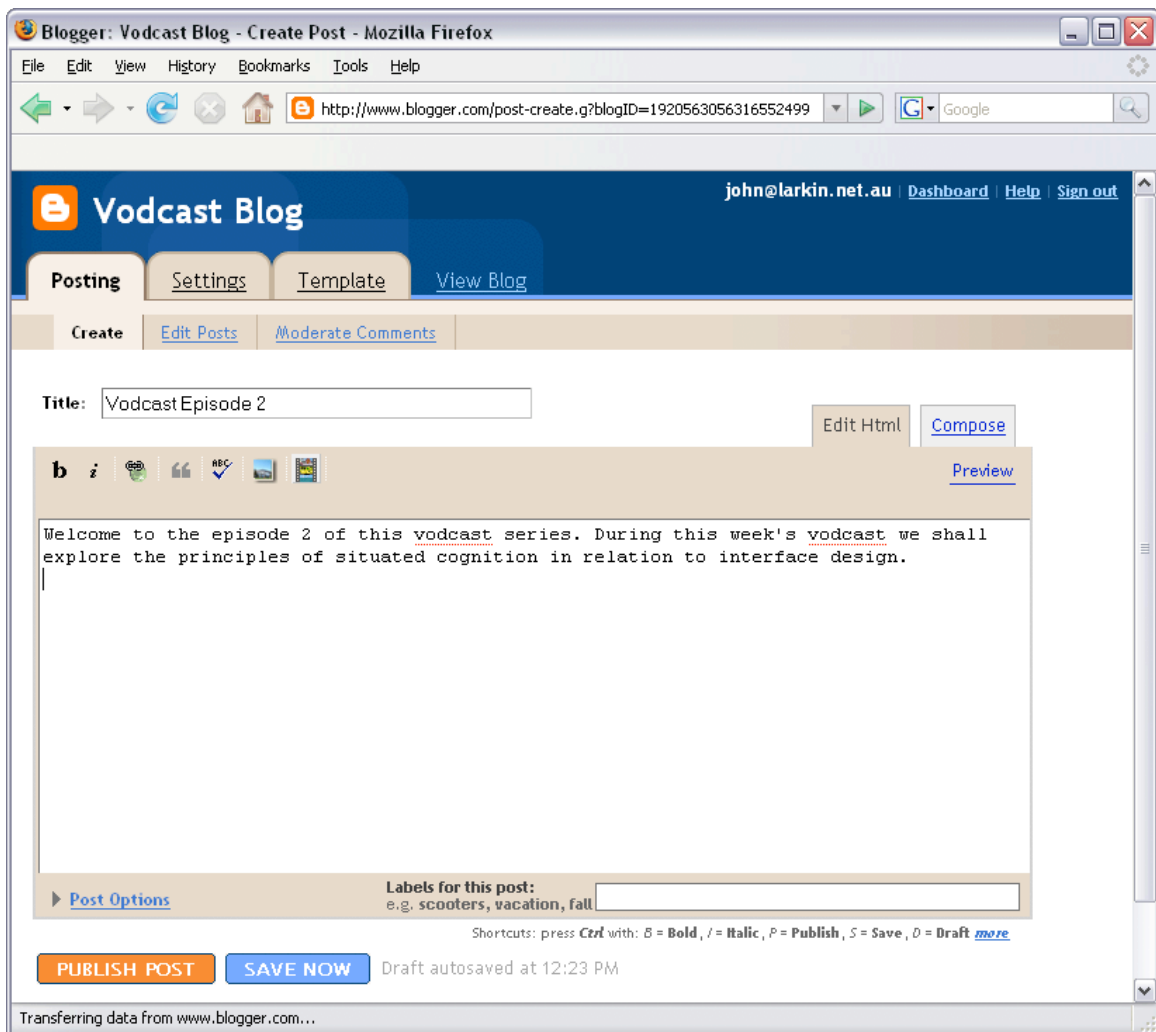 Blogger: Vodcast Blog - Create Post - Mozilla Firefox
File Edit View History Bookmarks Tools Help
http://www.blogger.com/post-create.g?blogID=1920563056316552499 G Google
john@larkin.net.au | Dashboard | Help | Sign out
Vodcast Blog
Posting Settings Template View Blog
Create Edit Posts Moderate Comments
Title: Vodcast Episode 2
Edit Html Compose
b i ABC Preview
Welcome to the episode 2 of this vodcast series. During this week's vodcast we shall
explore the principles of situated cognition in relation to interface design.
Post Options
Labels for this post:
e.g. scooters, vacation, fall
Shortcuts: press Ctrl with: B = Bold, I = Italic, P = Publish, S = Save, D = Draft more
PUBLISH POST SAVE NOW Draft autosaved at 12:23 PM
Transferring data from www.blogger.com...